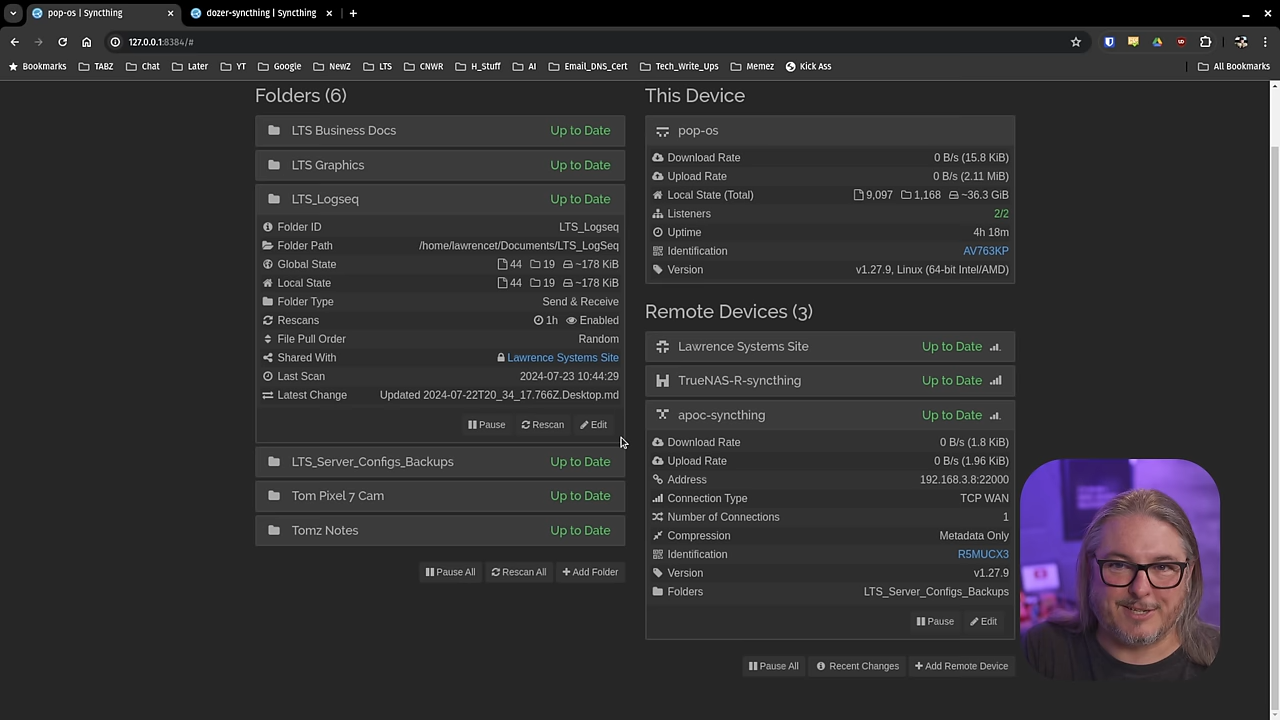 pop-os | Syncthing
dozer-syncthing | Syncthing
127.0.0.1:8384/#
Bookmarks TABZ Chat Later YT Google NewZ LTS CNWR H_Stuff AI Email_DNS_Cert Tech_Write_Ups Memez Kick Ass All Bookmarks
Folders (6)
LTS Business Docs Up to Date
LTS Graphics Up to Date
LTS_Logseq Up to Date
Folder ID LTS_Logseq
Folder Path /home/lawrencet/Documents/LTS_LogSeq
Global State 44 19 ~178 KiB
Local State 44 19 ~178 KiB
Folder Type Send & Receive
Rescans 1h Enabled
File Pull Order Random
Shared With Lawrence Systems Site
Last Scan 2024-07-23 10:44:29
Latest Change Updated 2024-07-22T20_34_17.766Z.Desktop.md
Pause Rescan Edit
LTS_Server_Configs_Backups Up to Date
Tom Pixel 7 Cam Up to Date
Tomz Notes Up to Date
Pause All Rescan All Add Folder
This Device
pop-os
Download Rate 0 B/s (15.8 KiB)
Upload Rate 0 B/s (2.11 MiB)
Local State (Total) 9,097 1,168 ~36.3 GiB
Listeners 2/2
Uptime 4h 18m
Identification AV763KP
Version v1.27.9, Linux (64-bit Intel/AMD)
Remote Devices (3)
Lawrence Systems Site Up to Date
TrueNAS-R-syncthing Up to Date
apoc-syncthing Up to Date
Download Rate 0 B/s (1.8 KiB)
Upload Rate 0 B/s (1.96 KiB)
Address 192.168.3.8:22000
Connection Type TCP WAN
Number of Connections 1
Compression Metadata Only
Identification R5MUCX3
Version v1.27.9
Folders LTS_Server_Configs_Backups
Pause Edit
Pause All Recent Changes Add Remote Device